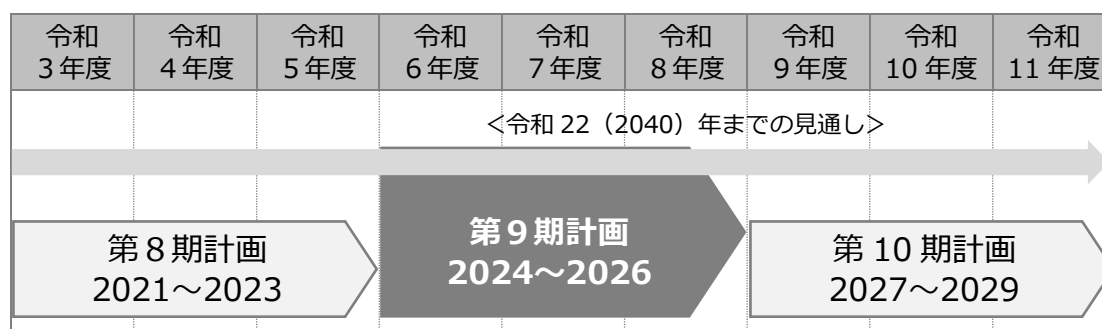 令和 令和 令和 令和 令和 令和 令和 令和 令和
3年度 4年度 5年度 6年度 7年度 8年度 9年度 10年度 11年度
＜令和22（2040）年までの見通し＞
第８期計画
2021～2023
第９期計画
2024～2026
第 10 期計画
2027～2029